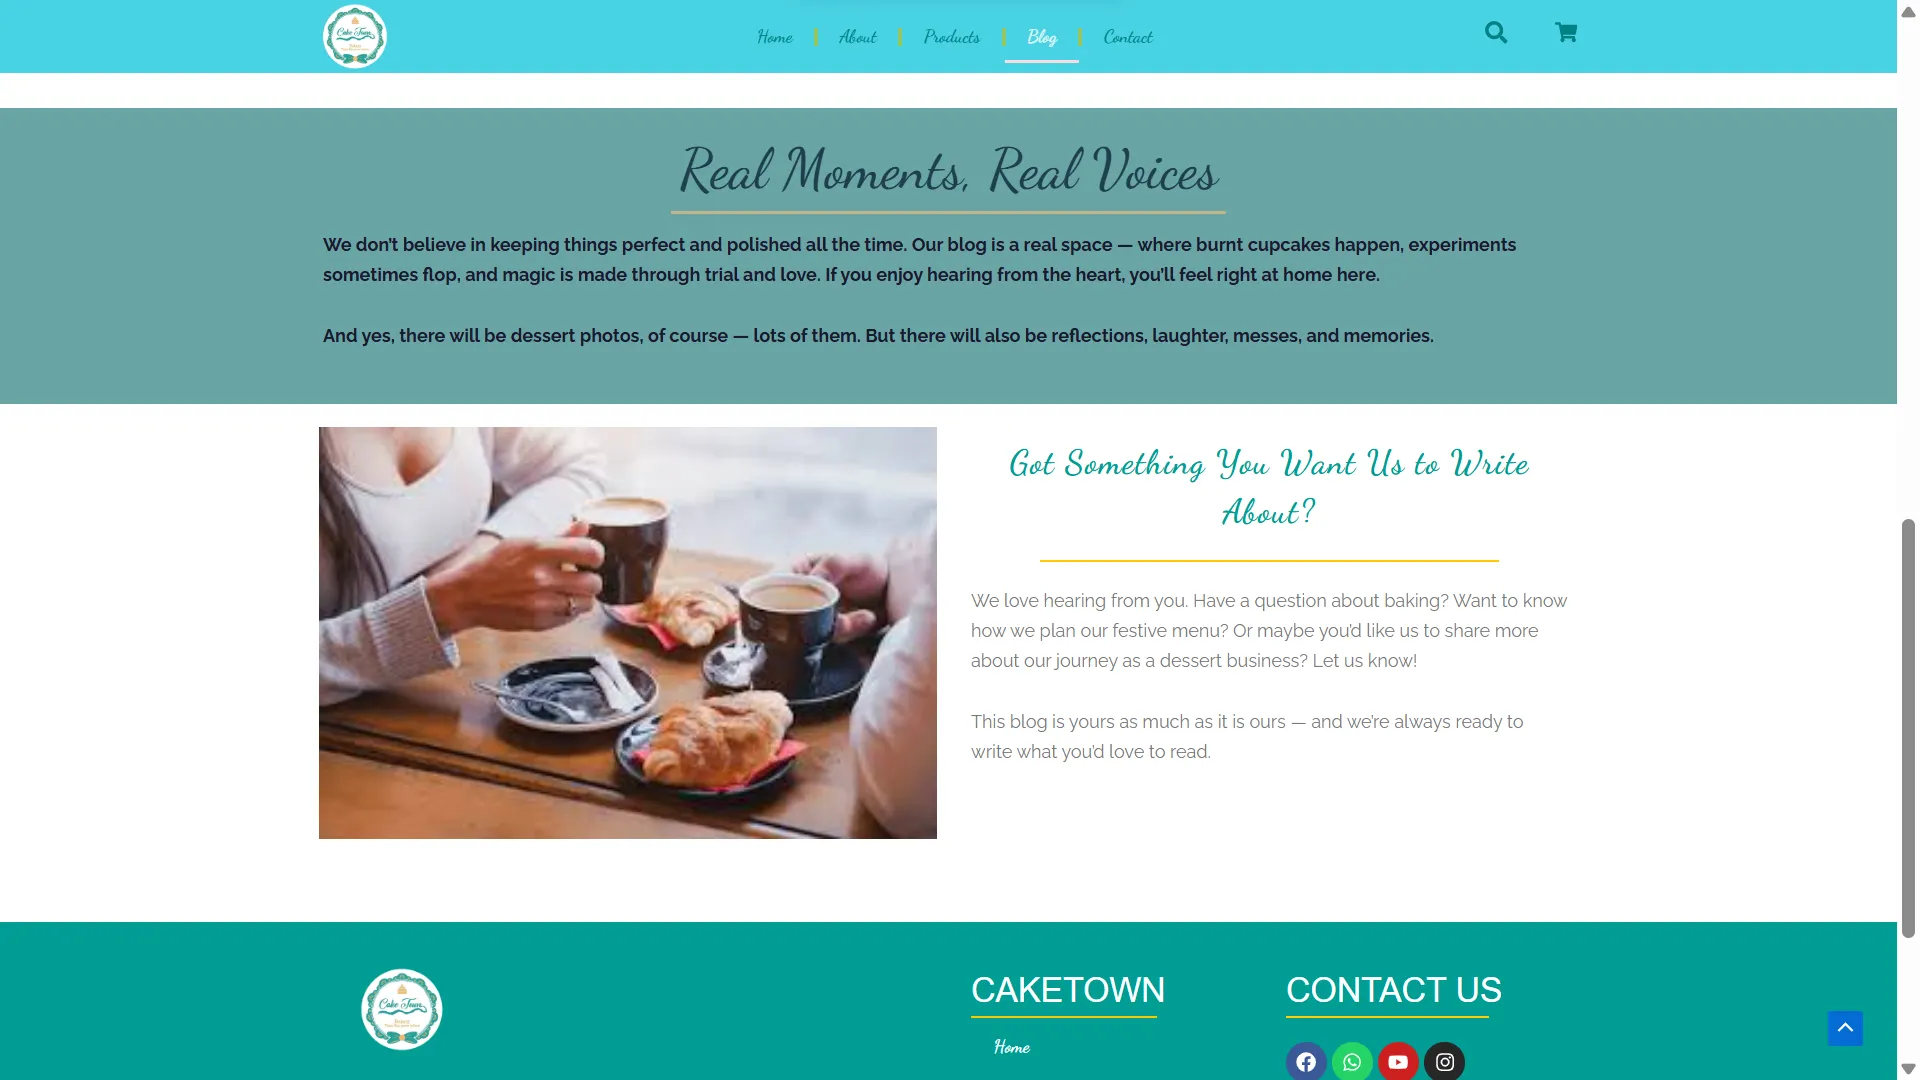 Cake Town
Home
About
Products
Blog
Contact
Real Moments, Real Voices
We don't believe in keeping things perfect and polished all the time. Our blog is a real space — where burnt cupcakes happen, experiments
sometimes flop, and magic is made through trial and love. If you enjoy hearing from the heart, you'll feel right at home here.
And yes, there will be dessert photos, of course — lots of them. But there will also be reflections, laughter, messes, and memories.
Got Something You Want Us to Write
About?
We love hearing from you. Have a question about baking? Want to know
how we plan our festive menu? Or maybe you'd like us to share more
about our journey as a dessert business? Let us know!
This blog is yours as much as it is ours — and we're always ready to
write what you'd love to read.
Cake Town
CAKETOWN
CONTACT US
Home